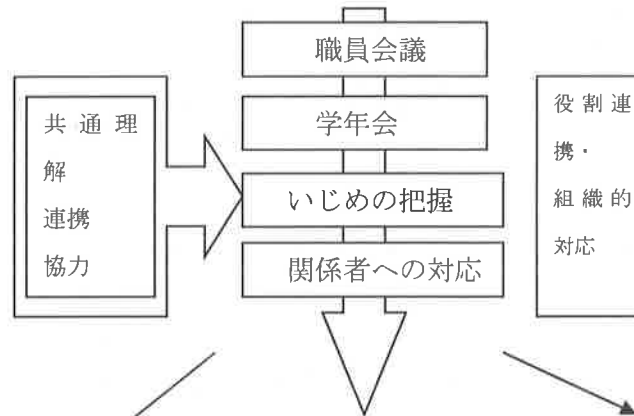 職員会議
学年会
いじめの把握
関係者への対応
共通理
解
連携
協力
役割連
携・
組織的
対応